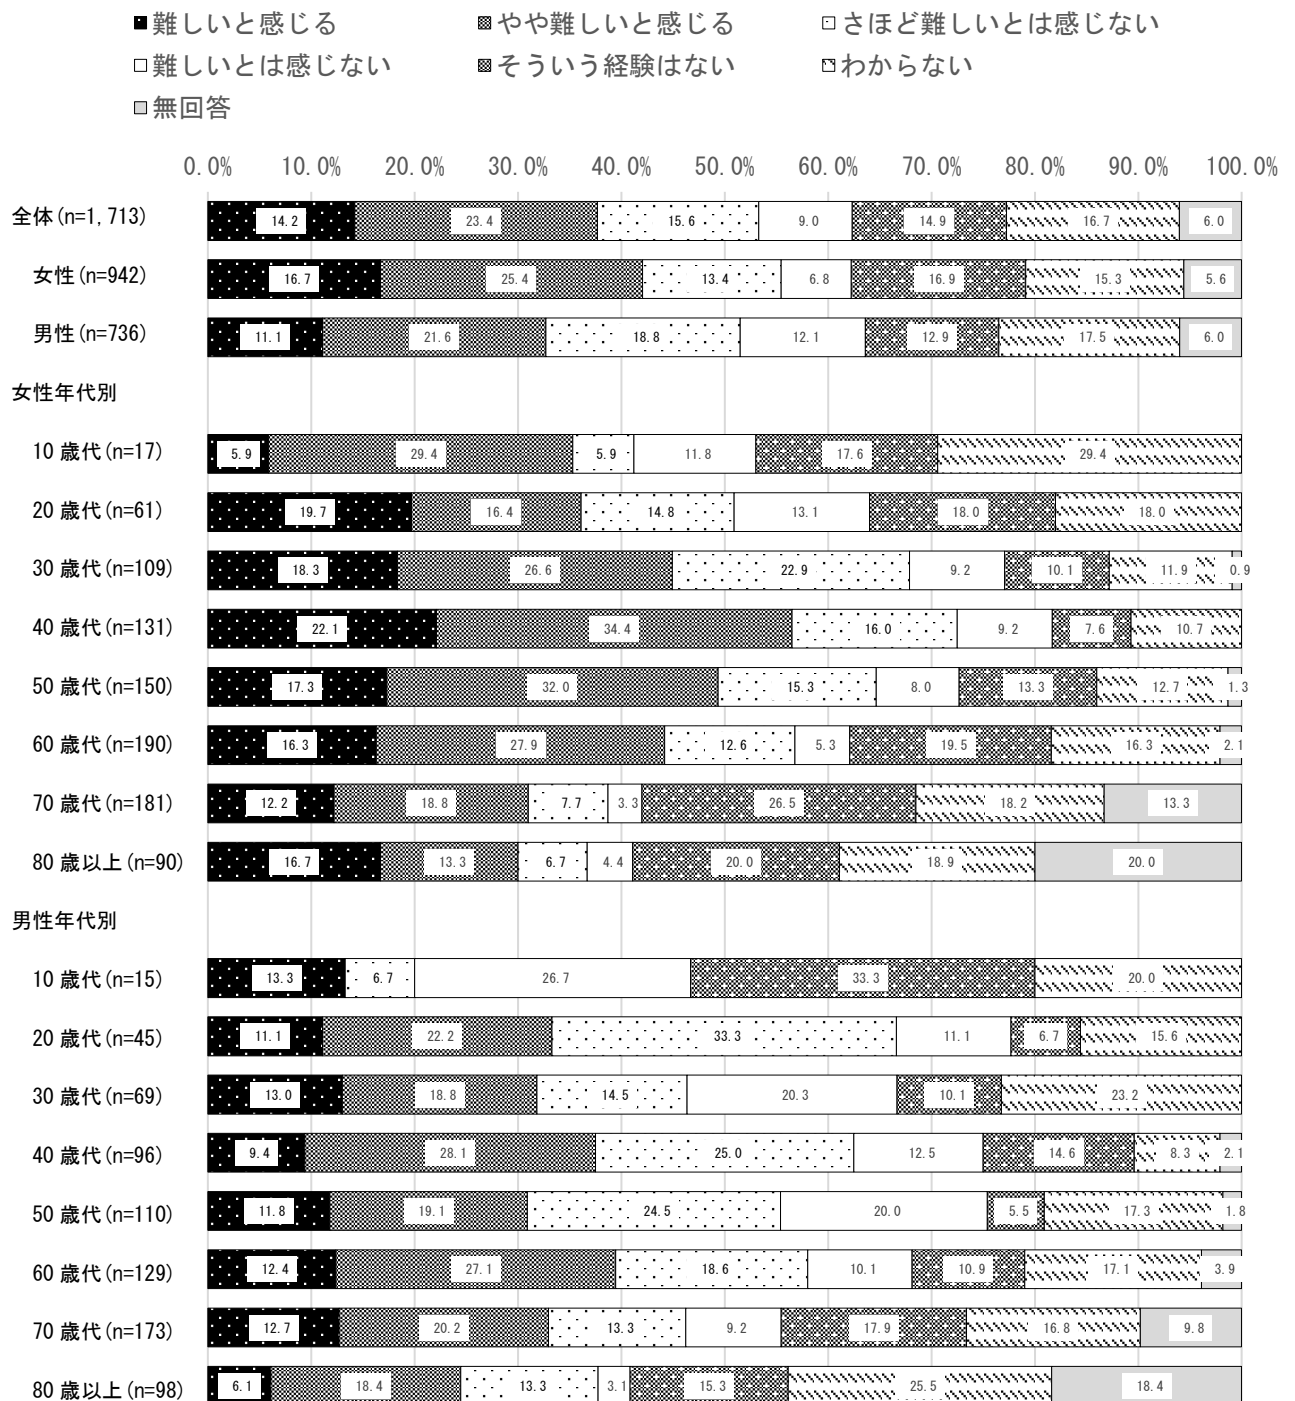 難しいと感じる やや難しいと感じる さほど難しいとは感じない
難しいとは感じない そういう経験はない わからない
無回答
0.0% 10.0% 20.0% 30.0% 40.0% 50.0% 60.0% 70.0% 80.0% 90.0% 100.0%
全体(n=1,713) 14.2 23.4 15.6 9.0 14.9 16.7 6.0
女性(n=942) 16.7 25.4 13.4 6.8 16.9 15.3 5.6
男性(n=736) 11.1 21.6 18.8 12.1 12.9 17.5 6.0
女性年代別
10歳代(n=17) 5.9 29.4 5.9 11.8 17.6 29.4
20歳代(n=61) 19.7 16.4 14.8 13.1 18.0 18.0
30歳代(n=109) 18.3 26.6 22.9 9.2 10.1 11.9 0.9
40歳代(n=131) 22.1 34.4 16.0 9.2 7.6 10.7
50歳代(n=150) 17.3 32.0 15.3 8.0 13.3 12.7 1.3
60歳代(n=190) 16.3 27.9 12.6 5.3 19.5 16.3 2.1
70歳代(n=181) 12.2 18.8 7.7 3.3 26.5 18.2 13.3
80歳以上(n=90) 16.7 13.3 6.7 4.4 20.0 18.9 20.0
男性年代別
10歳代(n=15) 13.3 6.7 26.7 33.3 20.0
20歳代(n=45) 11.1 22.2 33.3 11.1 6.7 15.6
30歳代(n=69) 13.0 18.8 14.5 20.3 10.1 23.2
40歳代(n=96) 9.4 28.1 25.0 12.5 14.6 8.3 2.1
50歳代(n=110) 11.8 19.1 24.5 20.0 5.5 17.3 1.8
60歳代(n=129) 12.4 27.1 18.6 10.1 10.9 17.1 3.9
70歳代(n=173) 12.7 20.2 13.3 9.2 17.9 16.8 9.8
80歳以上(n=98) 6.1 18.4 13.3 3.1 15.3 25.5 18.4